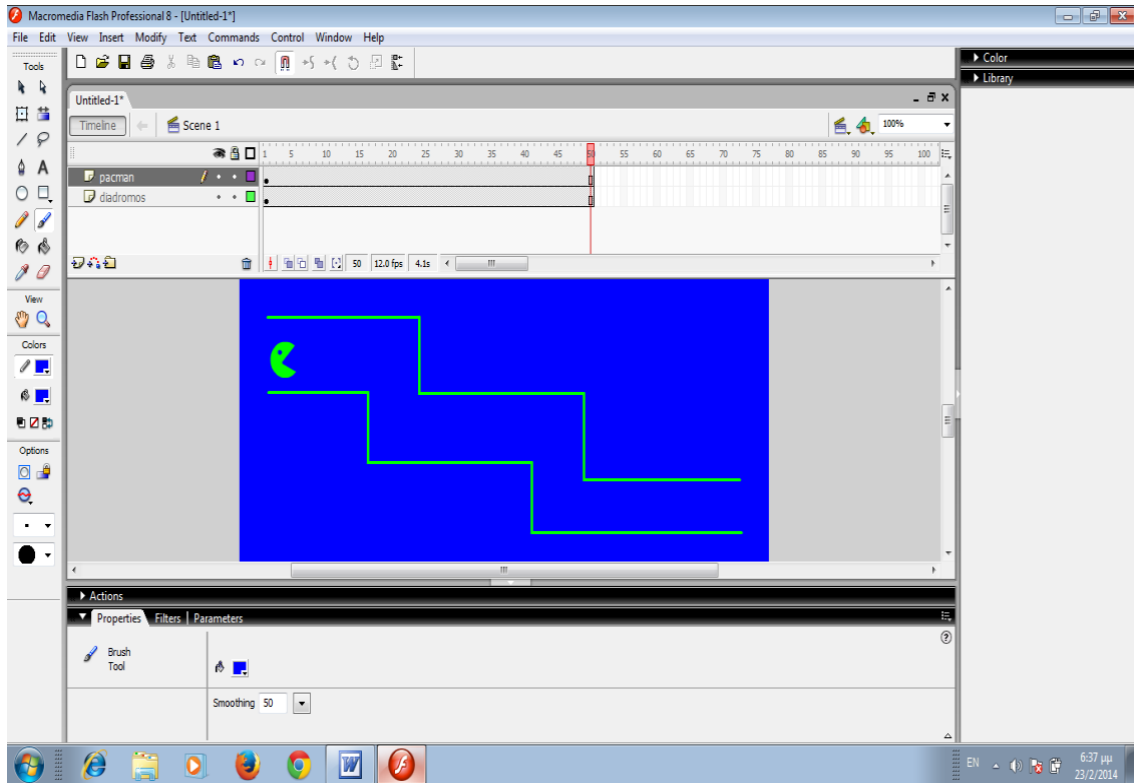 Macromedia Flash Professional 8 - [Untitled-1*]
File Edit View Insert Modify Text Commands Control Window Help
Tools
Color
Library
Untitled-1*
Timeline
Scene 1
100%
1 5 10 15 20 25 30 35 40 45 50 55 60 65 70 75 80 85 90 95 100
pacman
diadromos
50 12.0 fps 4.1s
View
Colors
Options
Actions
Properties Filters Parameters
Brush
Tool
Smoothing 50
EN
6:37 μμ
23/2/2014